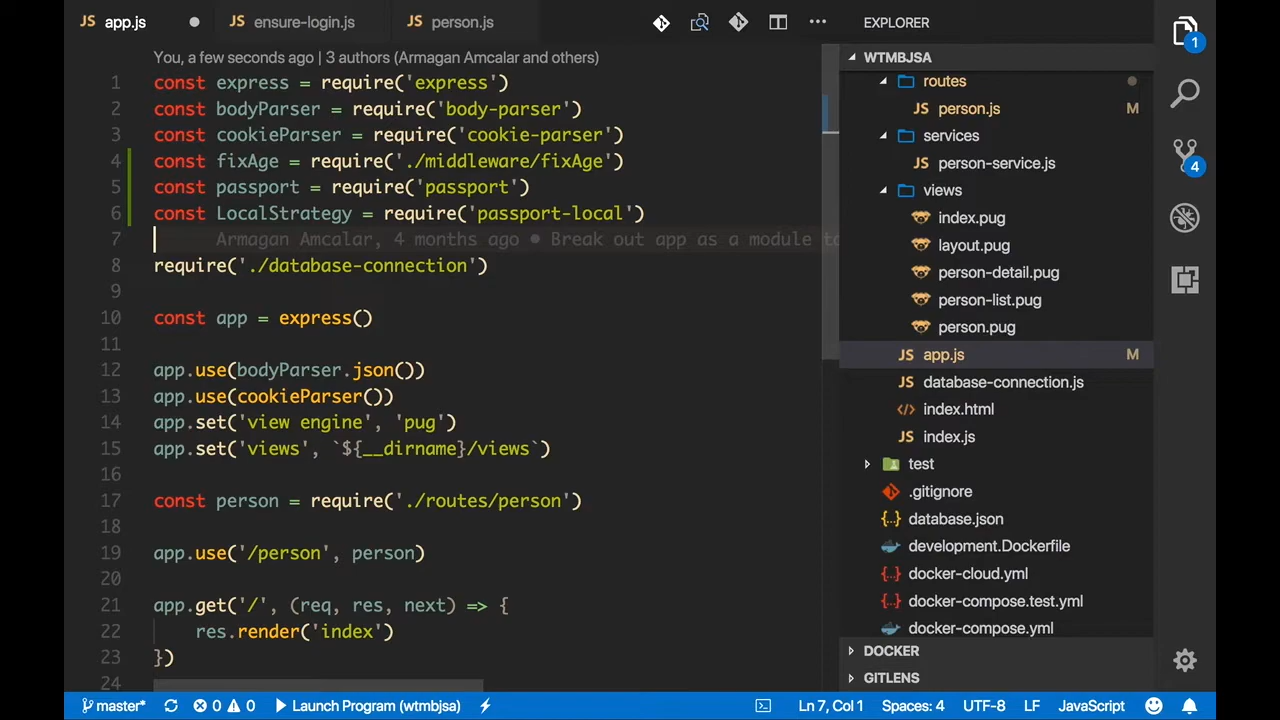 app.js
ensure-login.js
person.js
You, a few seconds ago | 3 authors (Armagan Amcalar and others)
1 const express = require('express')
2 const bodyParser = require('body-parser')
3 const cookieParser = require('cookie-parser')
4 const fixAge = require('./middleware/fixAge')
5 const passport = require('passport')
6 const LocalStrategy = require('passport-local')
7 Armagan Amcalar, 4 months ago • Break out app as a module
8 require('./database-connection')
9
10 const app = express()
11
12 app.use(bodyParser.json())
13 app.use(cookieParser())
14 app.set('view engine', 'pug')
15 app.set('views', `${__dirname}/views`)
16
17 const person = require('./routes/person')
18
19 app.use('/person', person)
20
21 app.get('/', (req, res, next) => {
22 res.render('index')
23 })
24
EXPLORER
WTMBJSA
routes
person.js M
services
person-service.js
views
index.pug
layout.pug
person-detail.pug
person-list.pug
person.pug
app.js M
database-connection.js
index.html
index.js
test
.gitignore
database.json
development.Dockerfile
docker-cloud.yml
docker-compose.test.yml
docker-compose.yml
DOCKER
GITLENS
1
4
master* 0 0 Launch Program (wtmbjsa) Ln 7, Col 1 Spaces: 4 UTF-8 LF JavaScript